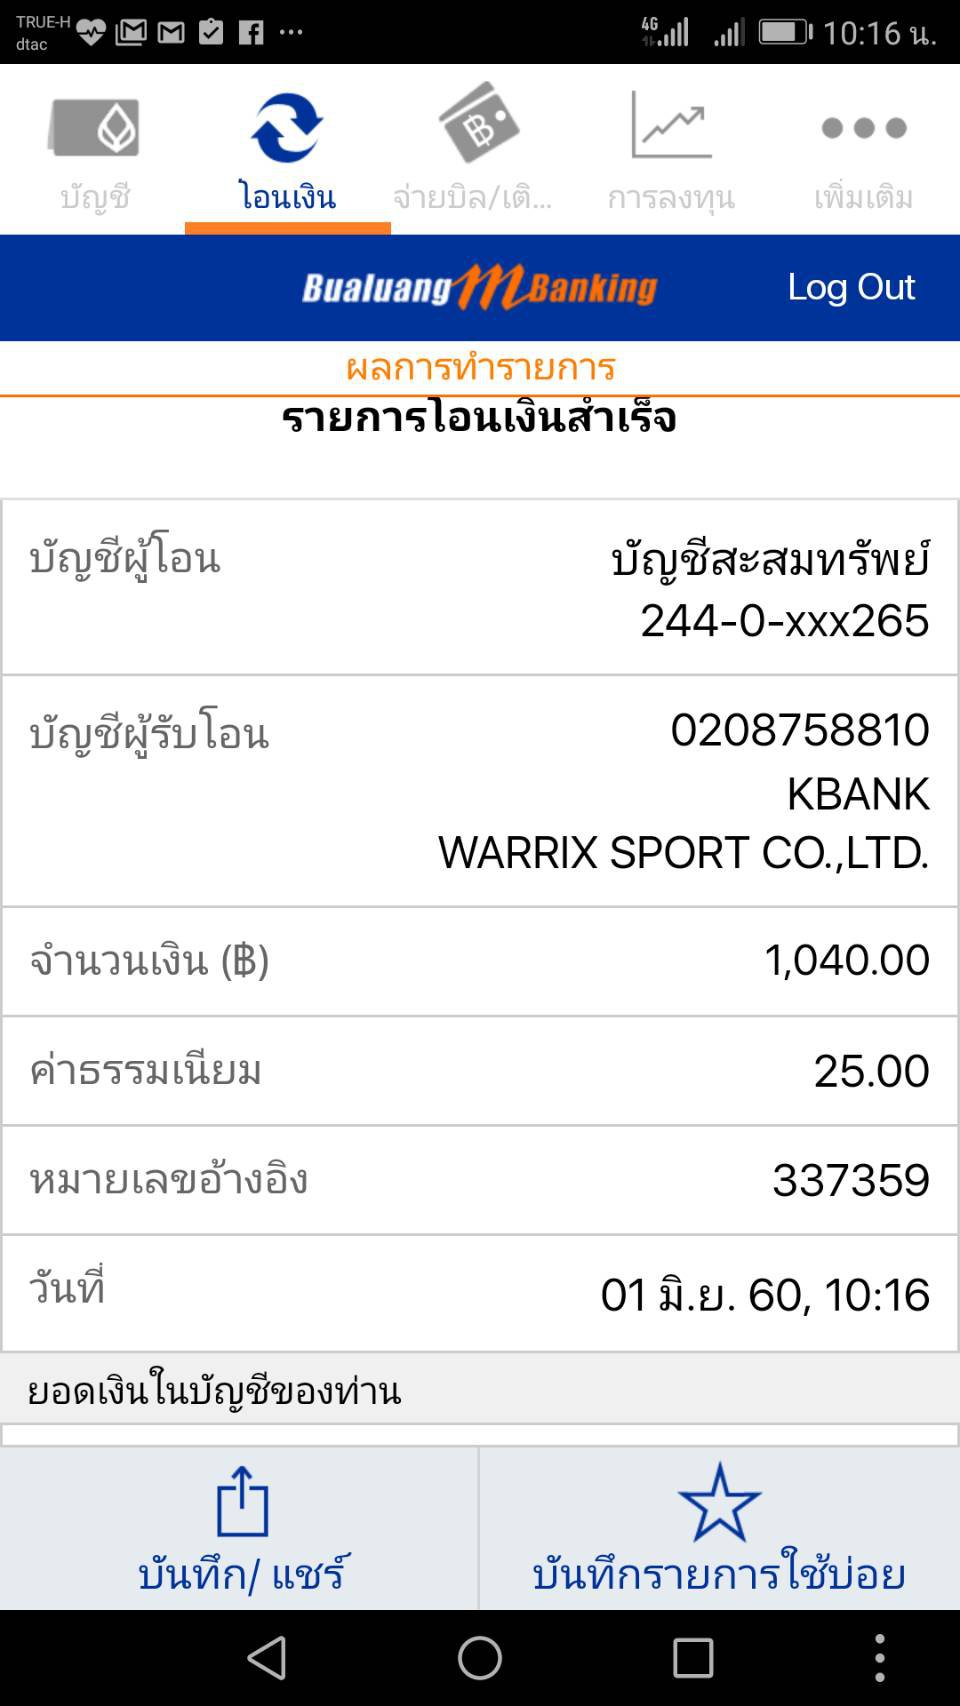 TRUE-H
dtac
4G
10:16 น.
บัญชี
โอนเงิน
จ่ายบิล/เติ...
การลงทุน
เพิ่มเติม
Bualuang mBanking
Log Out
ผลการทำรายการ
รายการโอนเงินสำเร็จ
บัญชีผู้โอน
บัญชีสะสมทรัพย์
244-0-xxx265
บัญชีผู้รับโอน
0208758810
KBANK
WARRIX SPORT CO.,LTD.
จำนวนเงิน (฿)
1,040.00
ค่าธรรมเนียม
25.00
หมายเลขอ้างอิง
337359
วันที่
01 มิ.ย. 60, 10:16
ยอดเงินในบัญชีของท่าน
บันทึก/ แชร์
บันทึกรายการใช้บ่อย